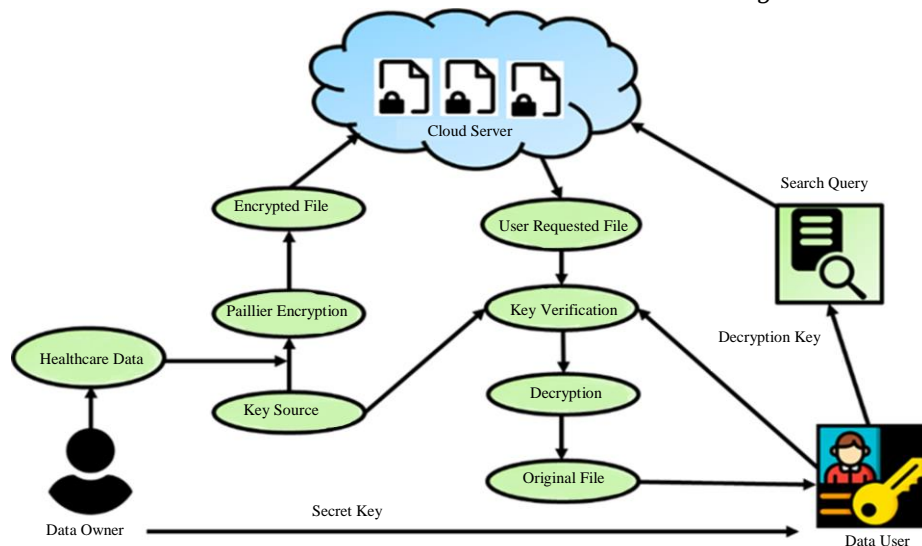 Cloud Server
Search Query
Encrypted File
User Requested File
Paillier Encryption
Key Verification
Decryption Key
Healthcare Data
Decryption
Key Source
Original File
Secret Key
Data Owner
Data User